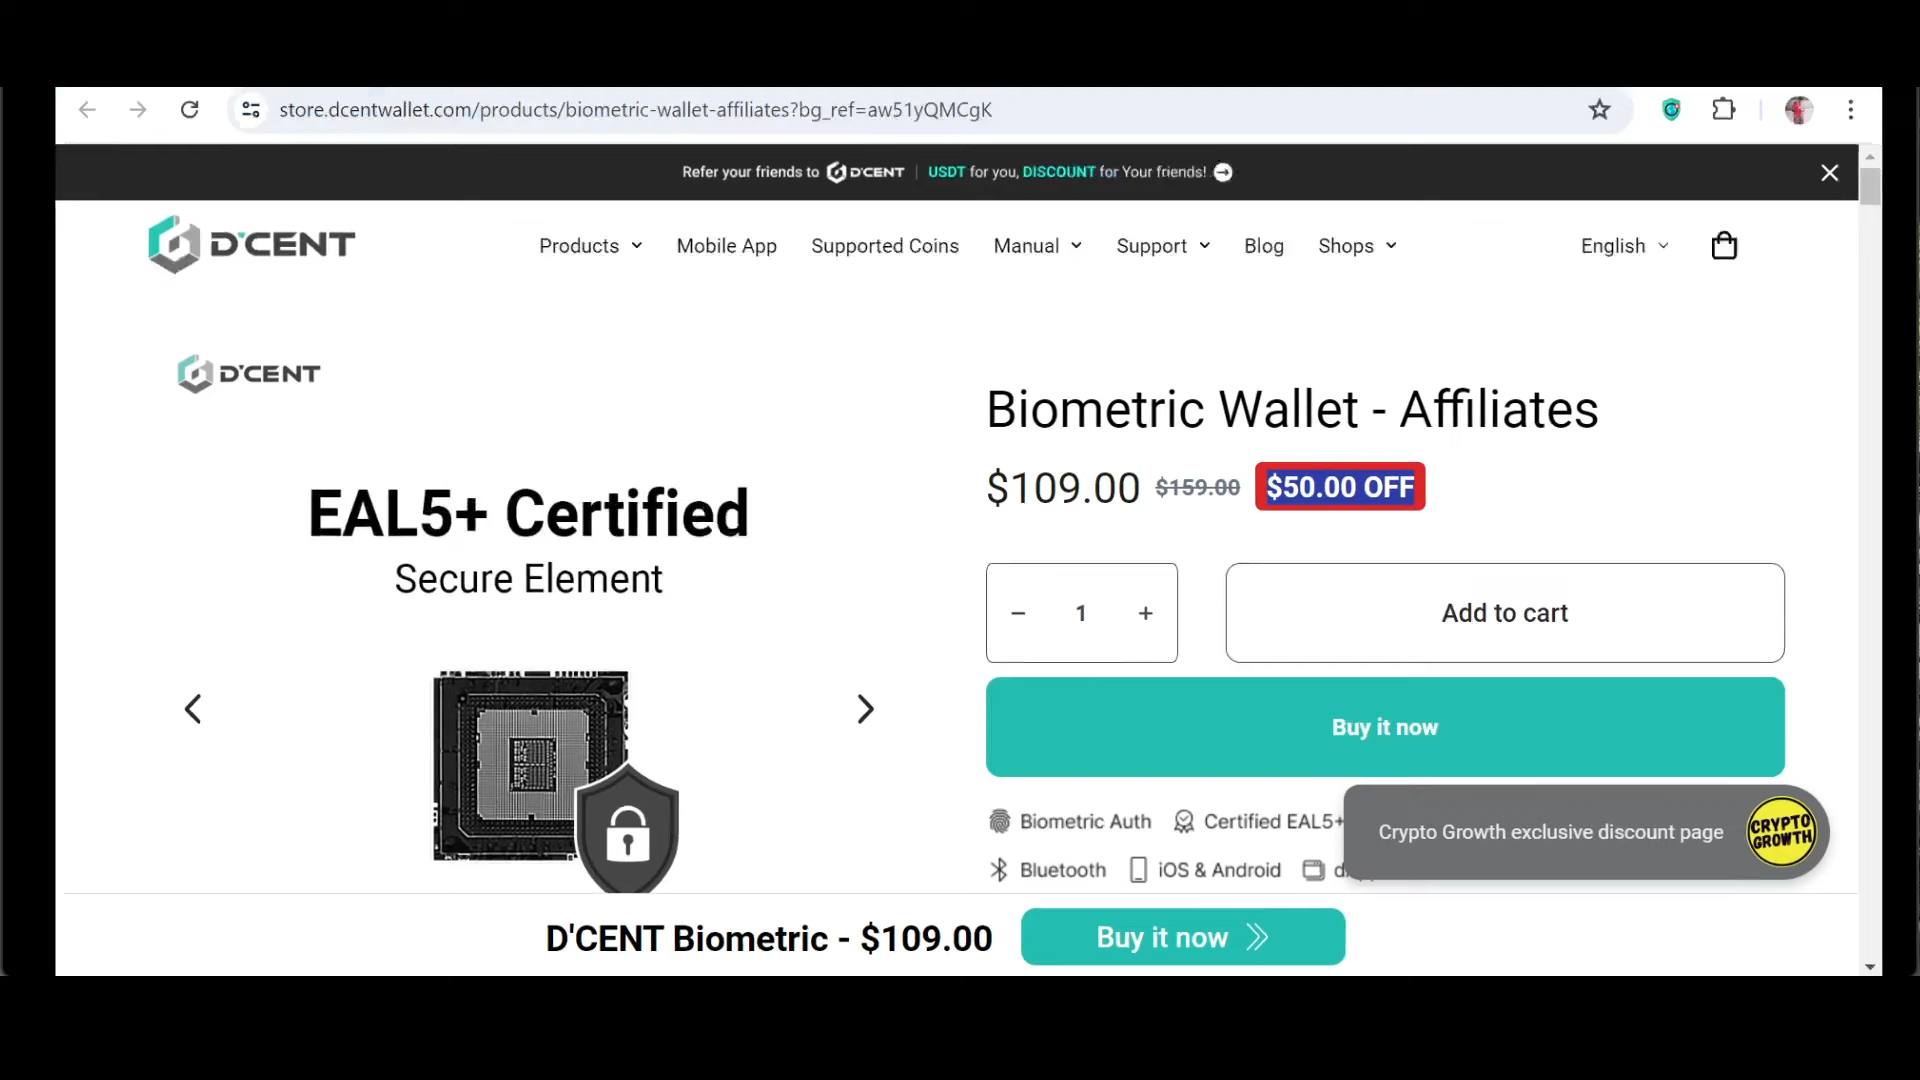 store.dcentwallet.com/products/biometric-wallet-affiliates?bg_ref=aw51yQMCgK
Refer your friends to D'CENT | USDT for you, DISCOUNT for Your friends!
D'CENT
Products
Mobile App
Supported Coins
Manual
Support
Blog
Shops
English
D'CENT
EAL5+ Certified
Secure Element
Biometric Wallet - Affiliates
$109.00 $159.00 $50.00 OFF
− 1 +
Add to cart
Buy it now
Biometric Auth
Certified EAL5+
Bluetooth
iOS & Android
Crypto Growth exclusive discount page
CRYPTO
GROWTH
D'CENT Biometric - $109.00
Buy it now